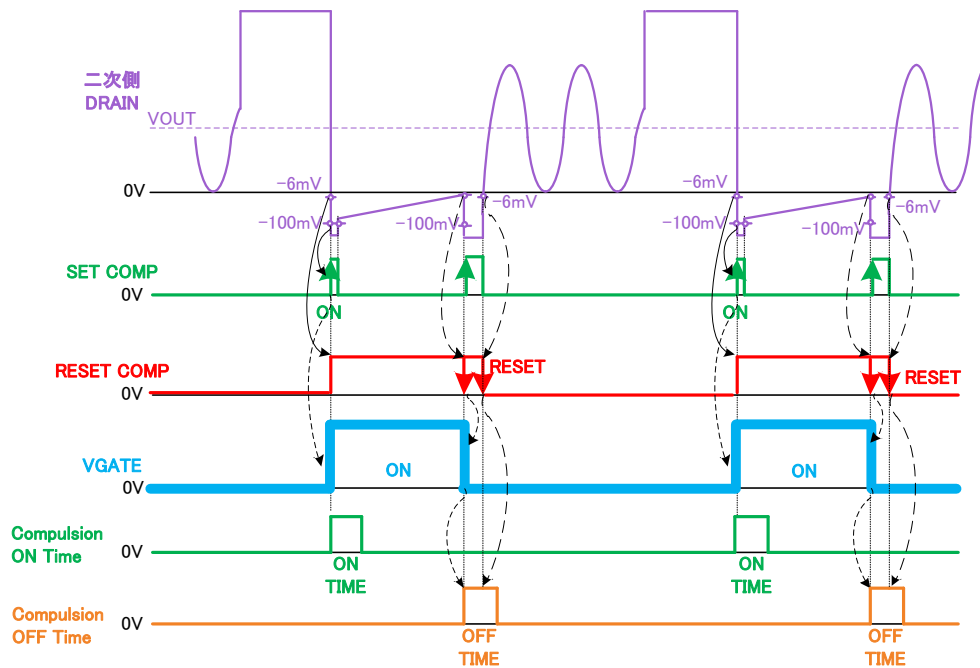 二次側
DRAIN
VOUT
0V
-6mV
-100mV
-100mV
-6mV
-6mV
-100mV
-100mV
-6mV
SET COMP
0V
ON
ON
RESET COMP
0V
RESET
RESET
VGATE
0V
ON
ON
Compulsion
ON Time
0V
ON
TIME
ON
TIME
Compulsion
OFF Time
0V
OFF
TIME
OFF
TIME